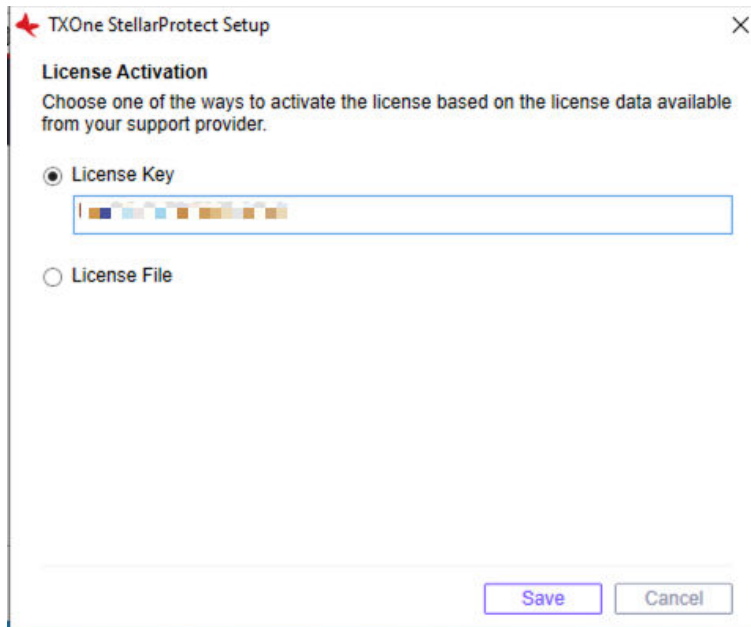 TXOne StellarProtect Setup
License Activation
Choose one of the ways to activate the license based on the license data available
from your support provider.
License Key
License File
Save
Cancel